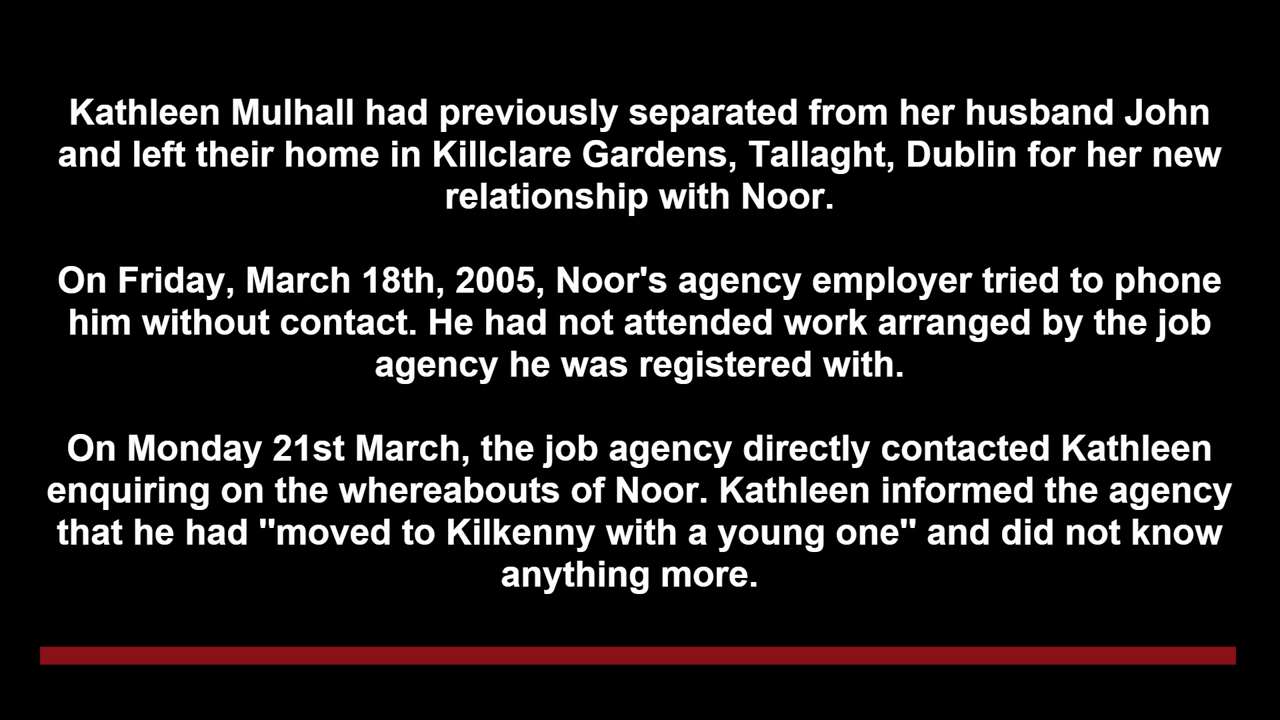 Kathleen Mulhall had previously separated from her husband John
and left their home in Killclare Gardens, Tallaght, Dublin for her new
relationship with Noor.
On Friday, March 18th, 2005, Noor's agency employer tried to phone
him without contact. He had not attended work arranged by the job
agency he was registered with.
On Monday 21st March, the job agency directly contacted Kathleen
enquiring on the whereabouts of Noor. Kathleen informed the agency
that he had "moved to Kilkenny with a young one" and did not know
anything more.